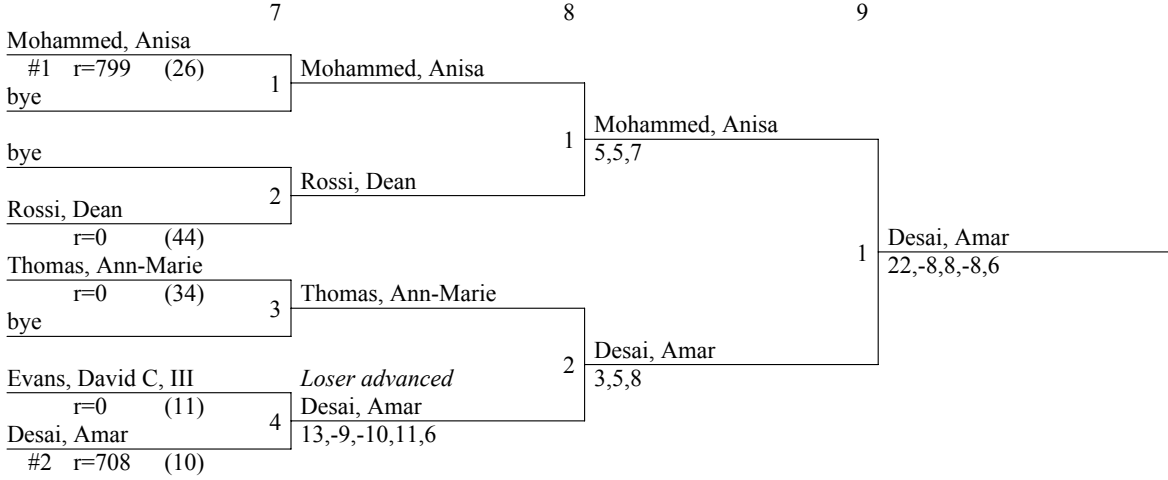 7 8 9
Mohammed, Anisa
#1 r=799 (26)
1
Mohammed, Anisa
bye
1
Mohammed, Anisa
5,5,7
bye
2
Rossi, Dean
Rossi, Dean
r=0 (44)
1
Desai, Amar
22,-8,8,-8,6
Thomas, Ann-Marie
r=0 (34)
3
Thomas, Ann-Marie
bye
2
Desai, Amar
3,5,8
Evans, David C, III
Loser advanced
r=0 (11)
4
Desai, Amar
13,-9,-10,11,6
Desai, Amar
#2 r=708 (10)